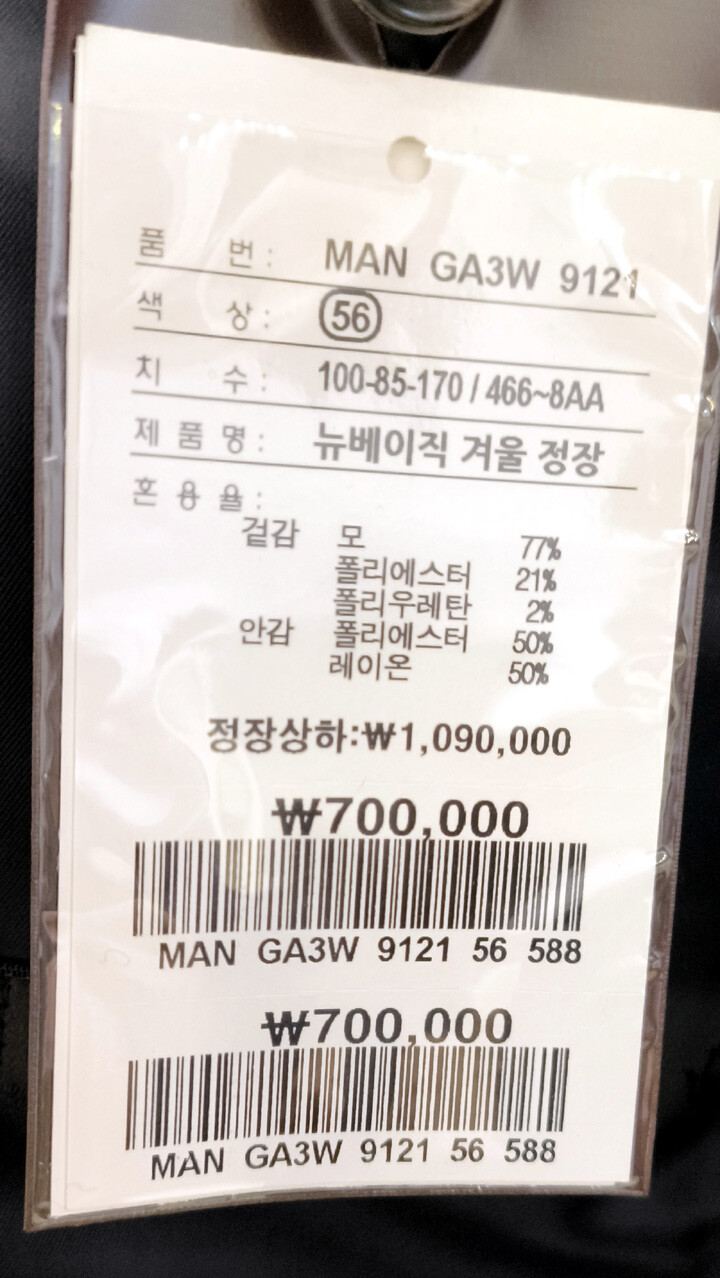 품 번 : MAN GA3W 9121
색 상 : 56
치 수 : 100-85-170 / 466~8AA
제 품 명 : 뉴베이직 겨울 정장
혼 용 율 :
겉감 모 77%
폴리에스터 21%
폴리우레탄 2%
안감 폴리에스터 50%
레이온 50%
정장상하:₩1,090,000
₩700,000
MAN GA3W 9121 56 588
₩700,000
MAN GA3W 9121 56 588